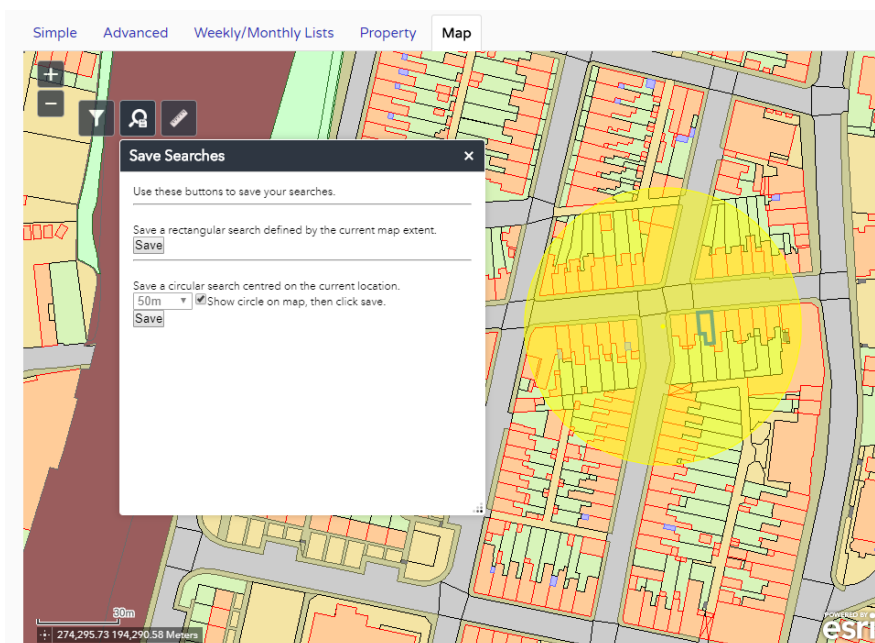 Simple Advanced Weekly/Monthly Lists Property Map
+
−
Save Searches ×
Use these buttons to save your searches.
Save a rectangular search defined by the current map extent.
Save
Save a circular search centred on the current location.
50m ▼ Show circle on map, then click save.
Save
30m
274,295.73 194,290.58 Meters
POWERED BY
esri